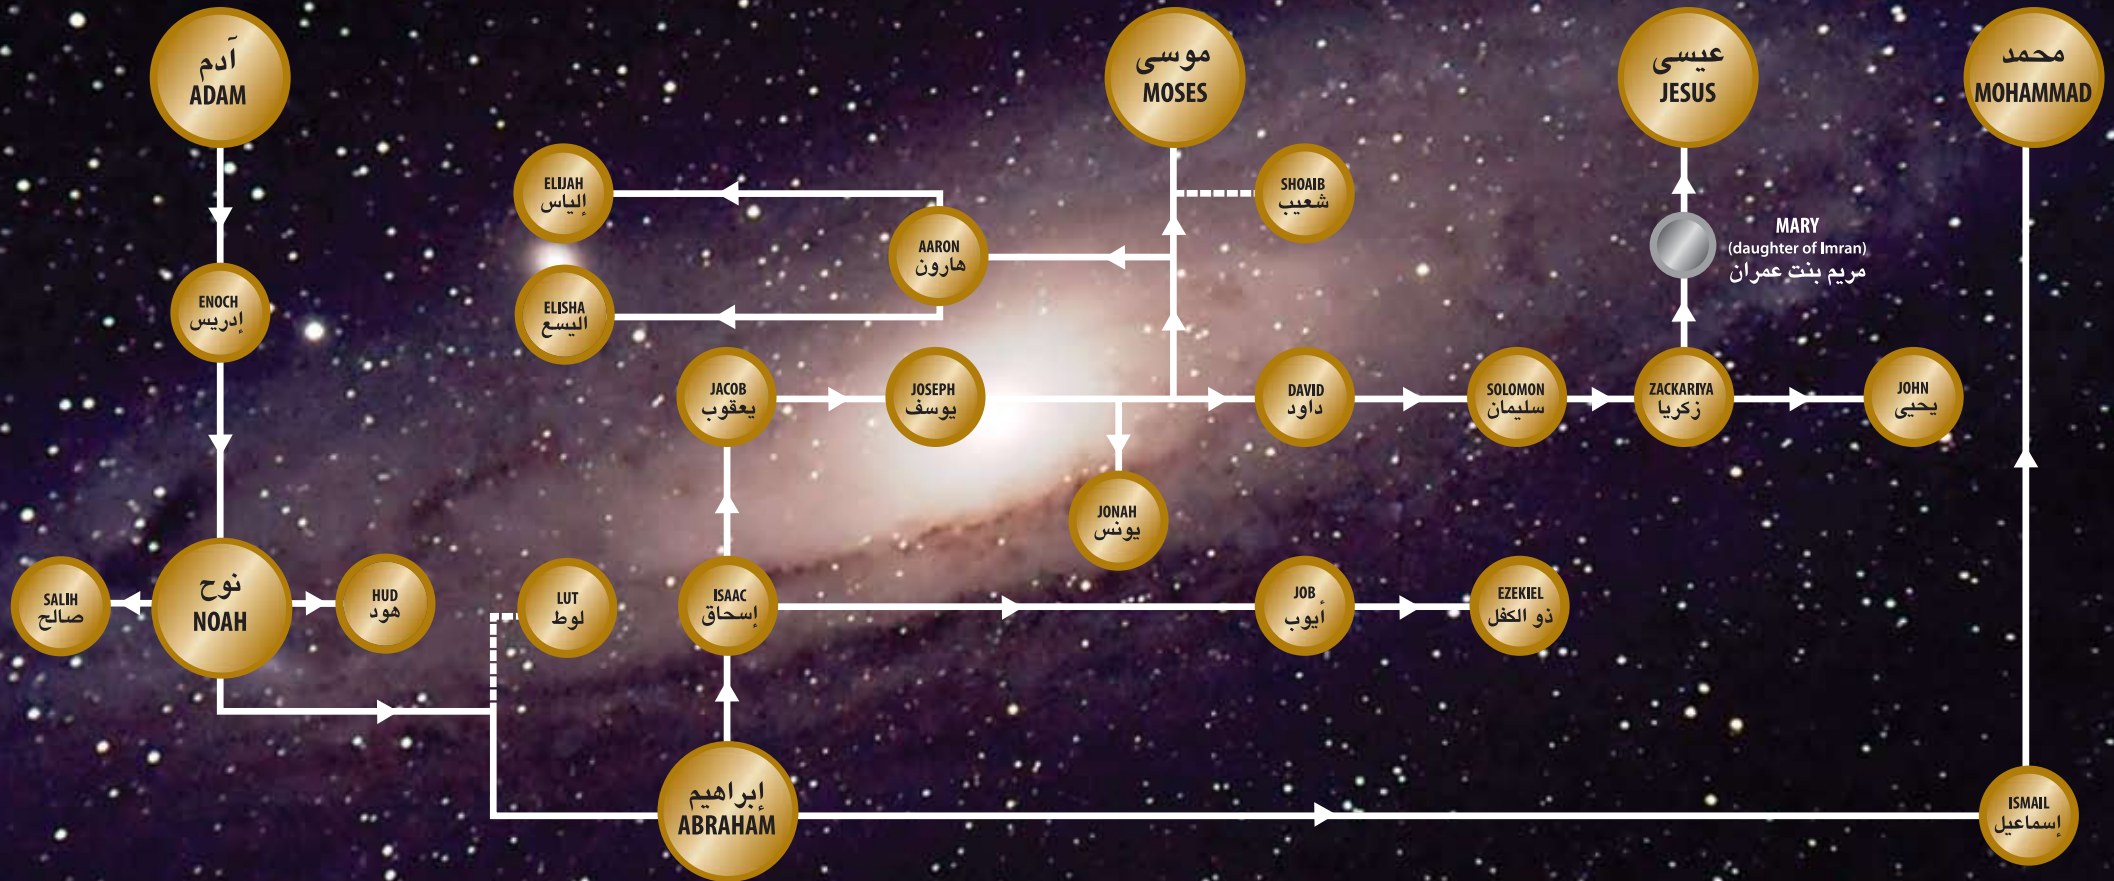 آدم
ADAM
موسى
MOSES
عيسى
JESUS
محمد
MOHAMMAD
ELIJAH
إلياس
SHOAIB
شعيب
AARON
هارون
MARY
(daughter of Imran)
مريم بنت عمران
ENOCH
إدريس
ELISHA
اليسع
JACOB
يعقوب
JOSEPH
يوسف
DAVID
داود
SOLOMON
سليمان
ZACKARIYA
زكريا
JOHN
يحيى
JONAH
يونس
SALIH
صالح
نوح
NOAH
HUD
هود
LUT
لوط
ISAAC
إسحاق
JOB
أيوب
EZEKIEL
ذو الكفل
إبراهيم
ABRAHAM
ISMAIL
إسماعيل